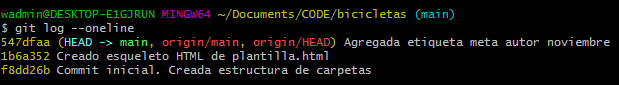 wadmin@DESKTOP-E1GJRUN MINGW64 ~/Documents/CODE/bicicletas (main)
$ git log --oneline
547dfaa (HEAD -> main, origin/main, origin/HEAD) Agregada etiqueta meta autor noviembre
1b6a352 Creado esqueleto HTML de plantilla.html
f8dd26b Commit inicial. Creada estructura de carpetas